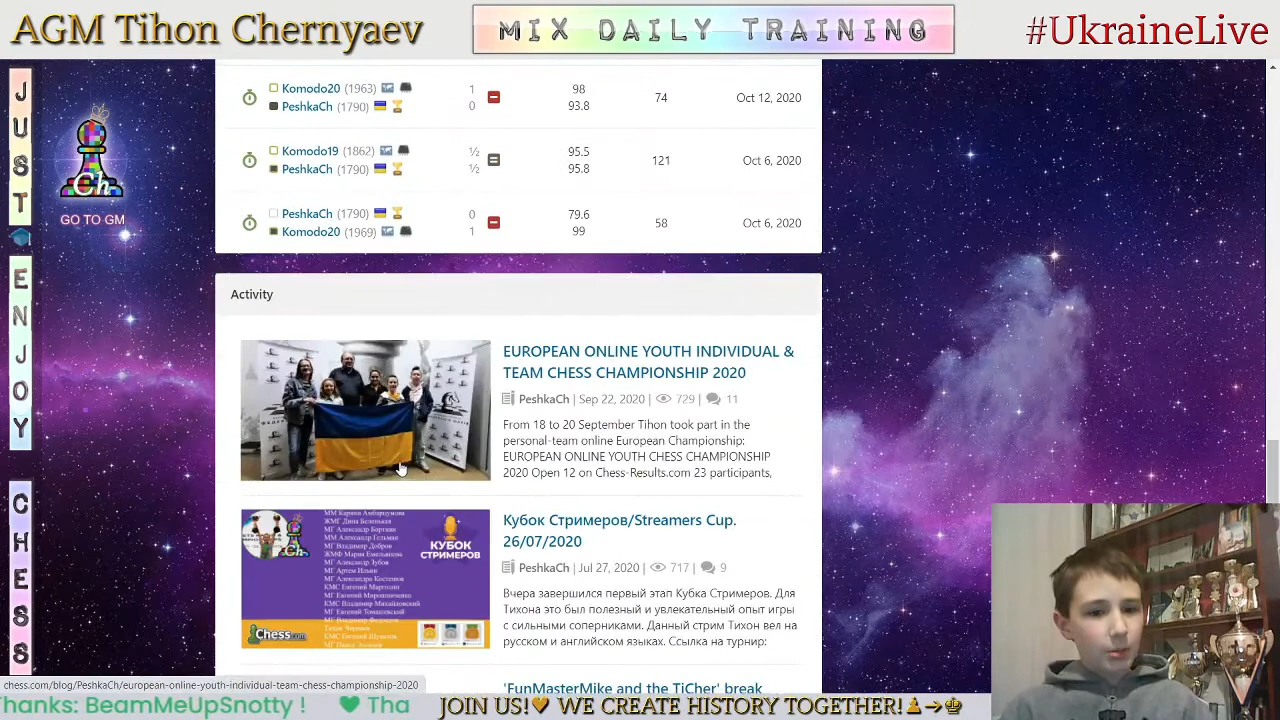 AGM Tihon Chernyaev
MIX DAILY TRAINING
#UkraineLive
JUST
ENJOY
CHESS
Ch
GO TO GM
Komodo20 (1963) 1 98 74 Oct 12, 2020
PeshkaCh (1790) 0 93.8
Komodo19 (1862) ½ 95.5 121 Oct 6, 2020
PeshkaCh (1790) ½ 95.8
PeshkaCh (1790) 0 79.6 58 Oct 6, 2020
Komodo20 (1969) 1 99
Activity
EUROPEAN ONLINE YOUTH INDIVIDUAL &
TEAM CHESS CHAMPIONSHIP 2020
PeshkaCh | Sep 22, 2020 | 729 | 11
From 18 to 20 September Tihon took part in the
personal-team online European Championship:
EUROPEAN ONLINE YOUTH CHESS CHAMPIONSHIP
2020 Open 12 on Chess-Results.com 23 participants,
КУБОК
СТРИМЕРОВ
Chess.com
Кубок Стримеров/Streamers Cup.
26/07/2020
PeshkaCh | Jul 27, 2020 | 717 | 9
Вчера завершился первый этап Кубка Стримеров. Для
Тихона это был полезный и увлекательный опыт игры
с сильными соперниками. Данный стрим Тихона на
русском и английском языках. Ссылка на турнир:
'FunMasterMike and the TiCher' break
chess.com/blog/PeshkaCh/european-online-youth-individual-team-chess-championship-2020
Thanks: BeamMeUpSnotty ! Tha
JOIN US! WE CREATE HISTORY TOGETHER!